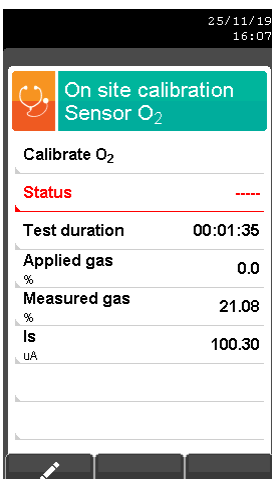 25/11/19
16:07
On site calibration
Sensor O₂
Calibrate O₂
Status -----
Test duration 00:01:35
Applied gas 0.0
%
Measured gas 21.08
%
Is 100.30
uA